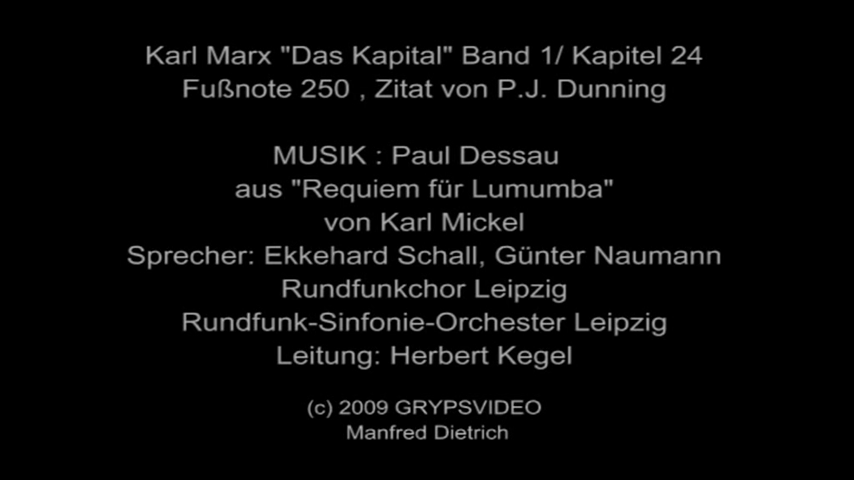 Karl Marx "Das Kapital" Band 1/ Kapitel 24
Fußnote 250 , Zitat von P.J. Dunning
MUSIK : Paul Dessau
aus "Requiem für Lumumba"
von Karl Mickel
Sprecher: Ekkehard Schall, Günter Naumann
Rundfunkchor Leipzig
Rundfunk-Sinfonie-Orchester Leipzig
Leitung: Herbert Kegel
(c) 2009 GRYPSVIDEO
Manfred Dietrich